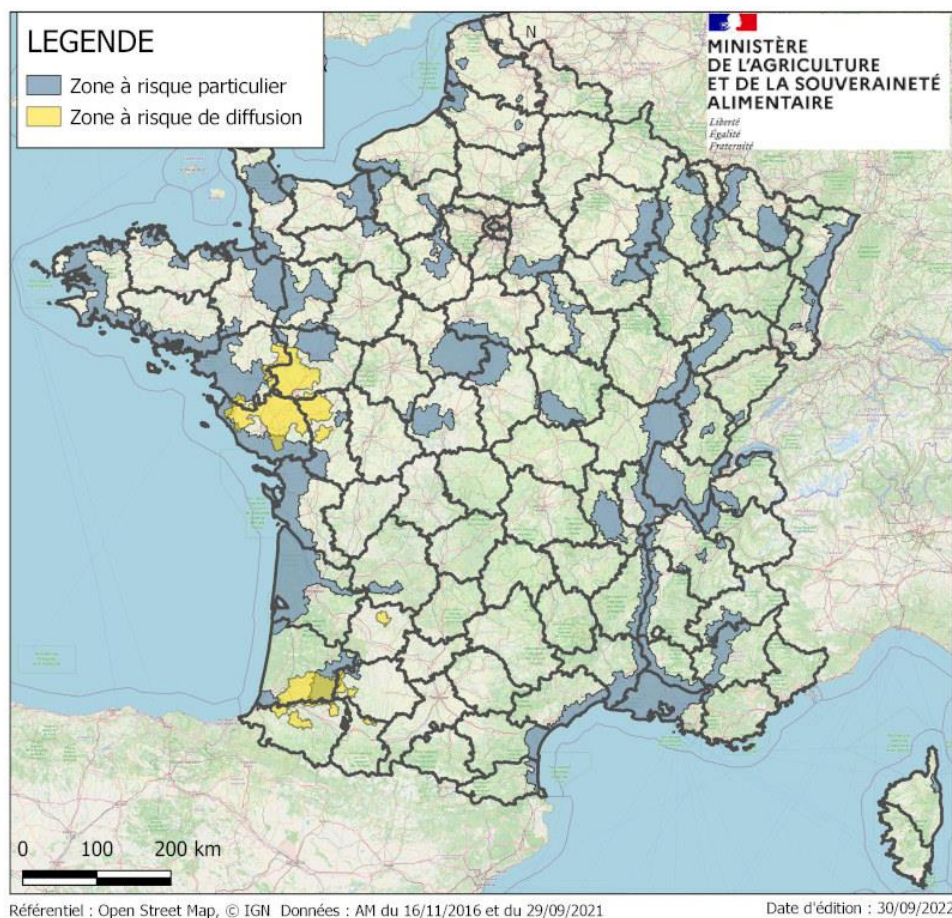 LEGENDE
Zone à risque particulier
Zone à risque de diffusion
N
MINISTÈRE
DE L'AGRICULTURE
ET DE LA SOUVERAINETÉ
ALIMENTAIRE
Liberté
Égalité
Fraternité
0 100 200 km
Référentiel : Open Street Map, © IGN Données : AM du 16/11/2016 et du 29/09/2021
Date d'édition : 30/09/2022